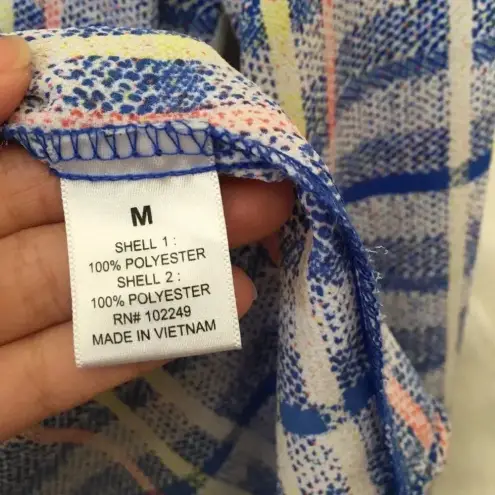 M
SHELL 1 :
100% POLYESTER
SHELL 2 :
100% POLYESTER
RN# 102249
MADE IN VIETNAM